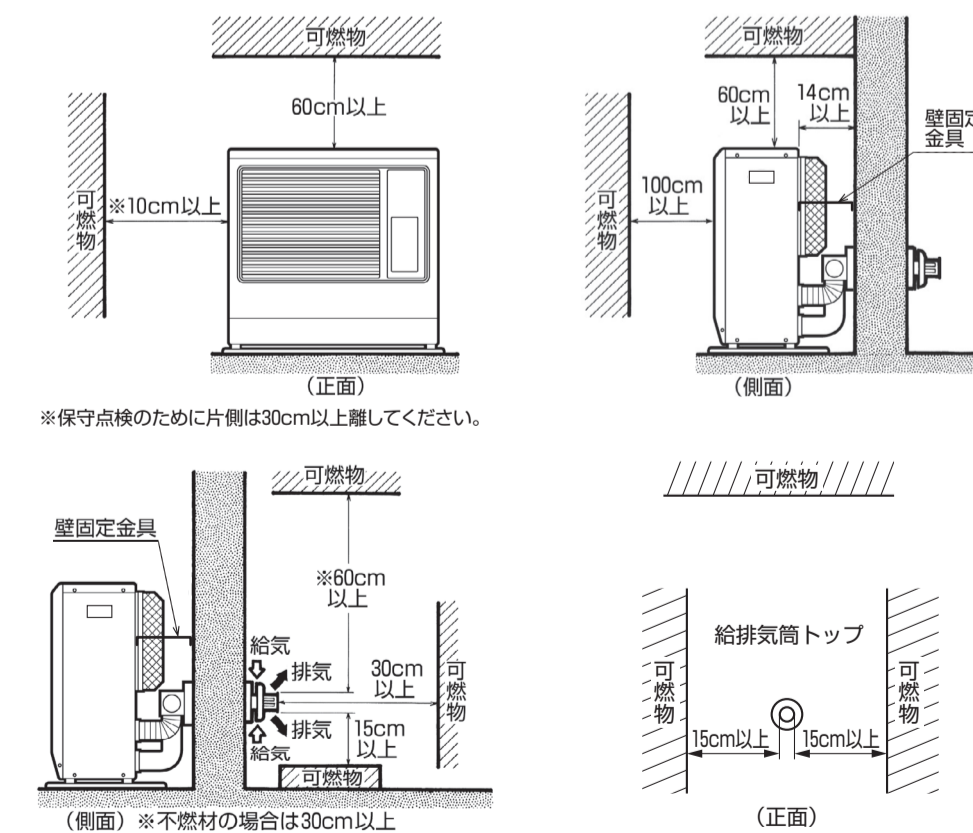 可燃物
60cm以上
可燃物
※10cm以上
（正面）
※保守点検のために片側は30cm以上離してください。
可燃物
60cm
以上
14cm
以上
壁固定
金具
可燃物
100cm
以上
（側面）
可燃物
壁固定金具
※60cm
以上
給気
排気
30cm
以上
可燃物
排気
給気
15cm
以上
可燃物
（側面）※不燃材の場合は30cm以上
可燃物
給排気筒トップ
可燃物
可燃物
15cm以上
15cm以上
（正面）